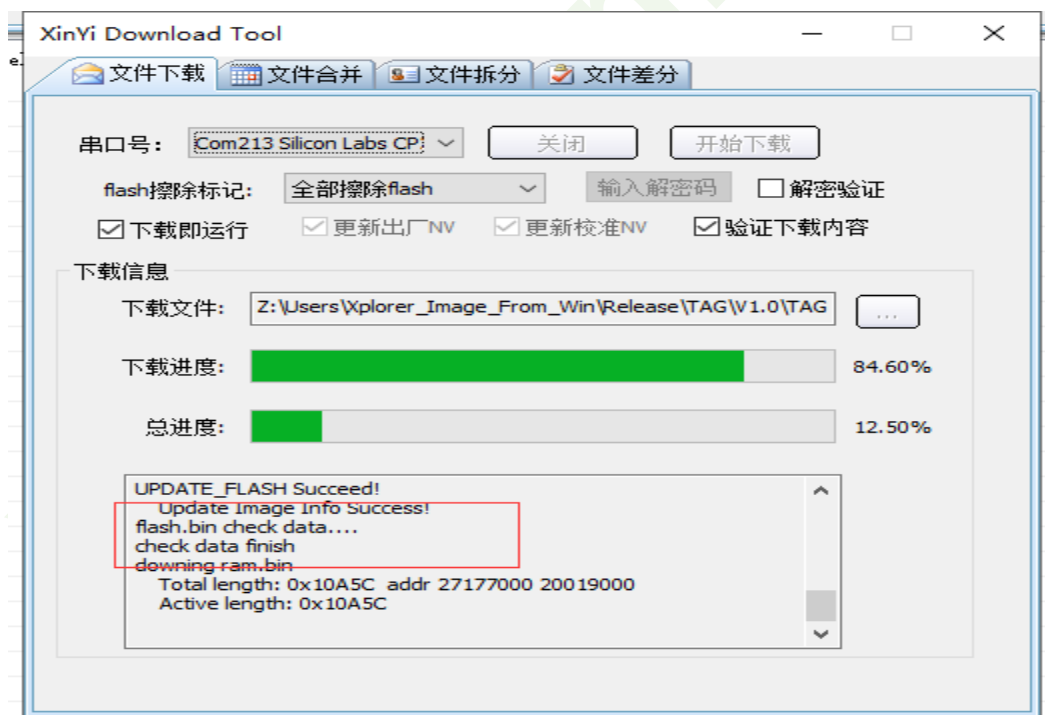 XinYi Download Tool
文件下载 文件合并 文件拆分 文件差分
串口号: Com213 Silicon Labs CP 关闭 开始下载
flash擦除标记: 全部擦除flash 输入解密码 解密验证
下载即运行 更新出厂NV 更新校准NV 验证下载内容
下载信息
下载文件: Z:\Users\Xplorer_Image_From_Win\Release\TAG\V1.0\TAG ...
下载进度: 84.60%
总进度: 12.50%
UPDATE_FLASH Succeed!
Update Image Info Success!
flash.bin check data....
check data finish
downing ram.bin
Total length: 0x10A5C addr 27177000 20019000
Active length: 0x10A5C